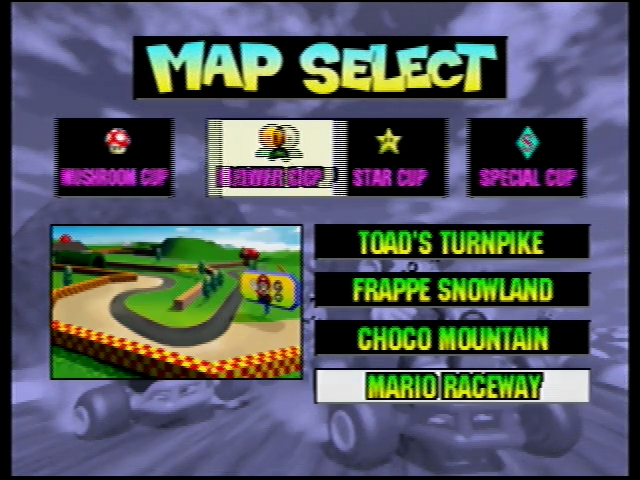 MAP SELECT
MUSHROOM CUP
FLOWER CUP
STAR CUP
SPECIAL CUP
TOAD'S TURNPIKE
FRAPPE SNOWLAND
CHOCO MOUNTAIN
MARIO RACEWAY